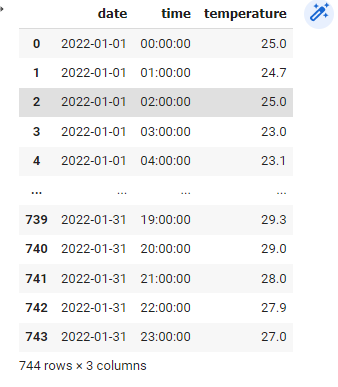 date time temperature
0 2022-01-01 00:00:00 25.0
1 2022-01-01 01:00:00 24.7
2 2022-01-01 02:00:00 25.0
3 2022-01-01 03:00:00 23.0
4 2022-01-01 04:00:00 23.1
... ... ... ...
739 2022-01-31 19:00:00 29.3
740 2022-01-31 20:00:00 29.0
741 2022-01-31 21:00:00 28.0
742 2022-01-31 22:00:00 27.9
743 2022-01-31 23:00:00 27.0
744 rows × 3 columns